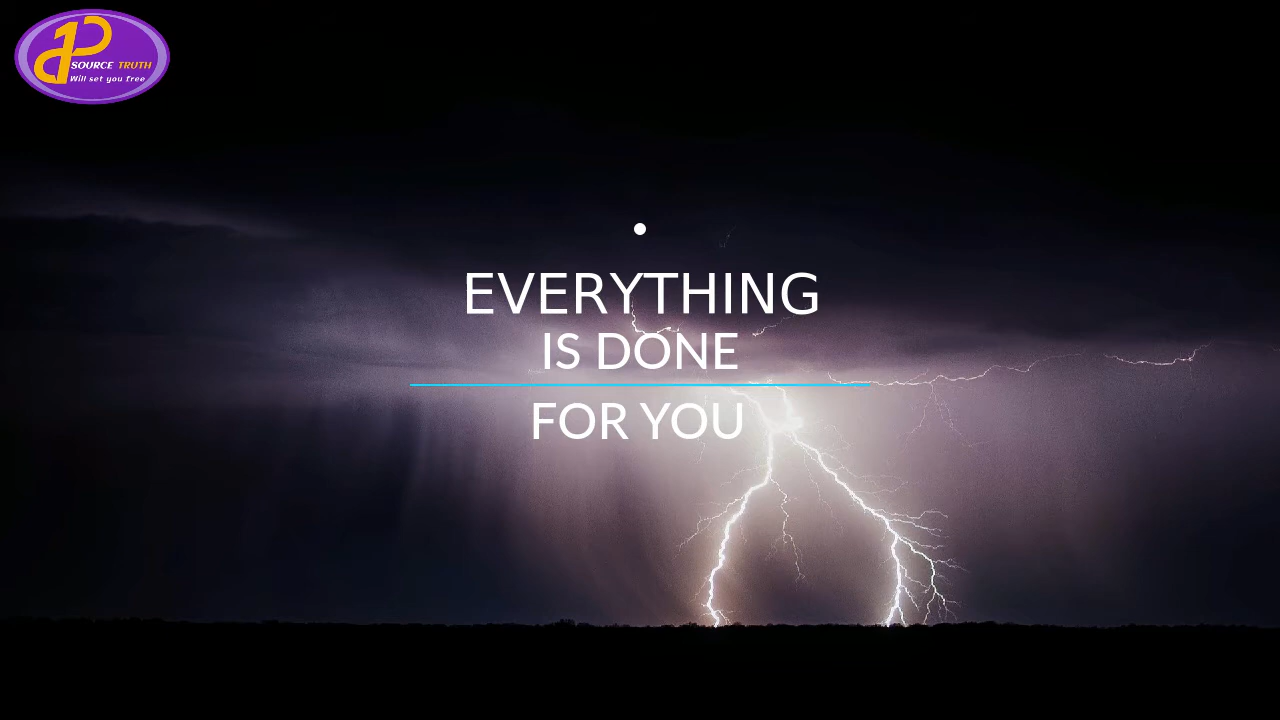 SOURCE TRUTH
Will set you free
EVERYTHING
IS DONE
FOR YOU